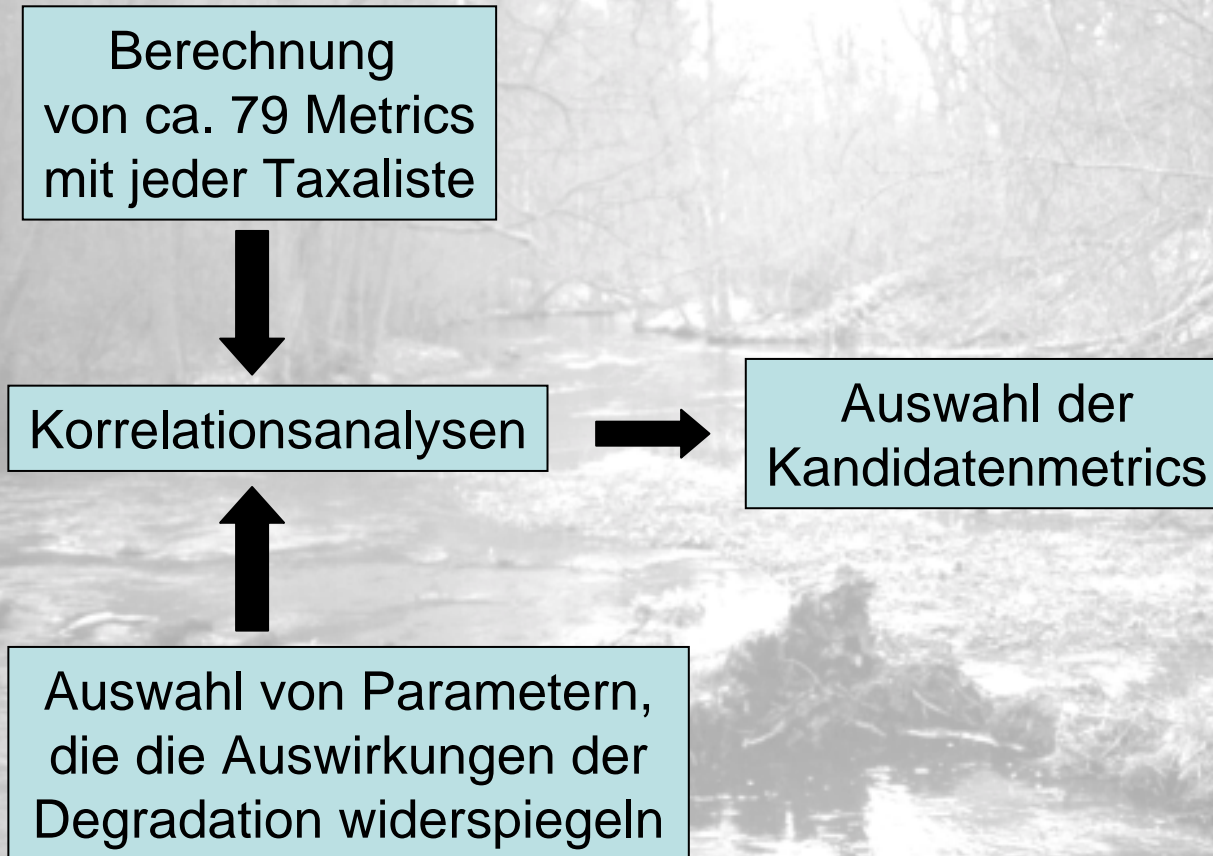 Berechnung
von ca. 79 Metrics
mit jeder Taxaliste
Korrelationsanalysen
Auswahl der
Kandidatenmetrics
Auswahl von Parametern,
die die Auswirkungen der
Degradation widerspiegeln